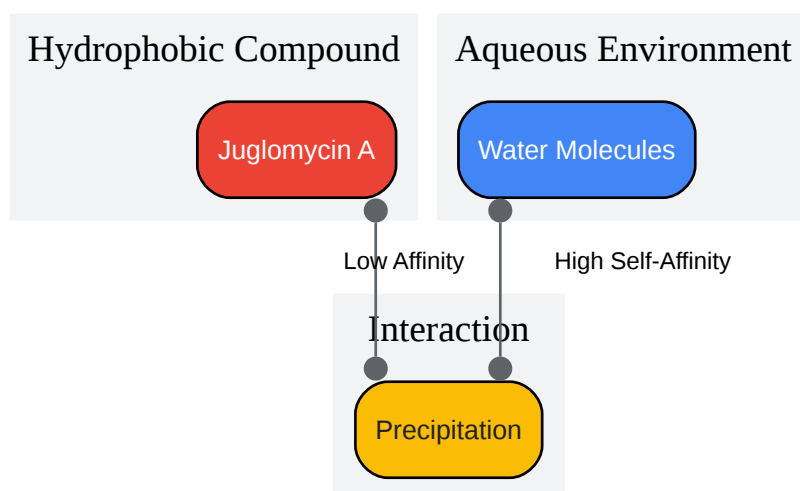 Hydrophobic Compound
Aqueous Environment
Juglomycin A
Water Molecules
Low Affinity
High Self-Affinity
Interaction
Precipitation